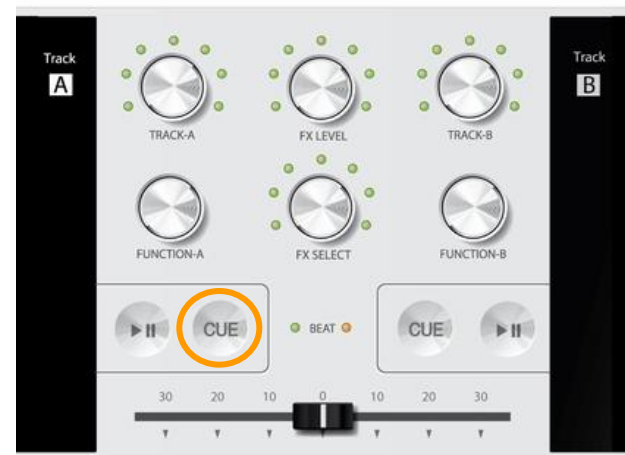 Track
A
Track
B
TRACK-A
FX LEVEL
TRACK-B
FUNCTION-A
FX SELECT
FUNCTION-B
CUE
BEAT
CUE
30 20 10 0 10 20 30